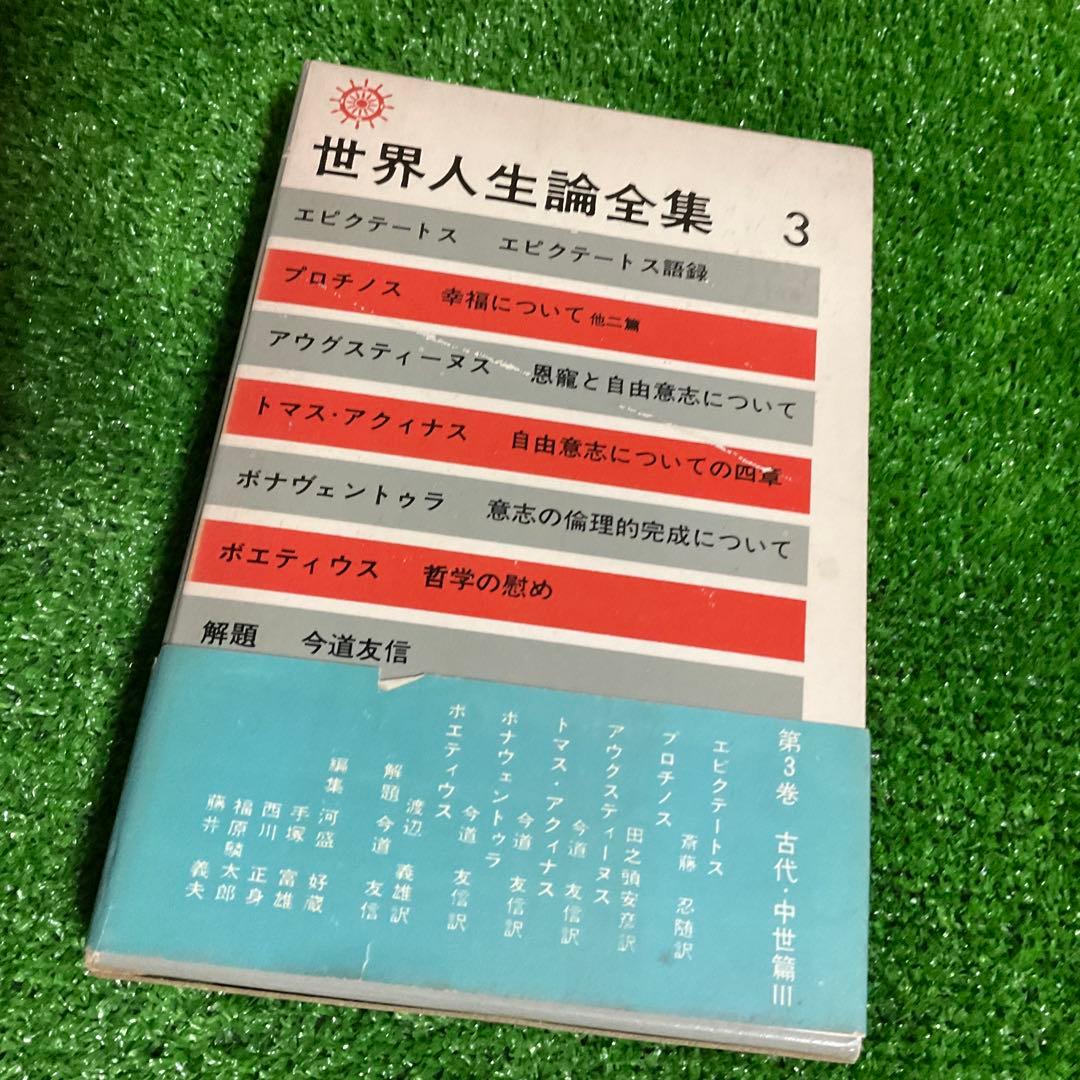 世界人生論全集 3
エピクテートス エピクテートス語録
プロチノス 幸福について 他二篇
アウグスティーヌス 恩寵と自由意志について
トマス・アクィナス 自由意志についての四章
ボナヴェントゥラ 意志の倫理的完成について
ボエティウス 哲学の慰め
解題 今道友信
第3巻 古代・中世篇III
エピクテートス
斎藤 忍随訳
プロチノス
田之頭安彦訳
アウクスティーヌス
今道 友信訳
トマス・アクィナス
今道 友信訳
ボナウェントゥラ
今道 友信訳
ボエティウス
渡辺 義雄訳
解題 今道 友信
編集 河盛 好蔵
手塚 富雄
西川 正身
福原麟太郎
藤井 義夫